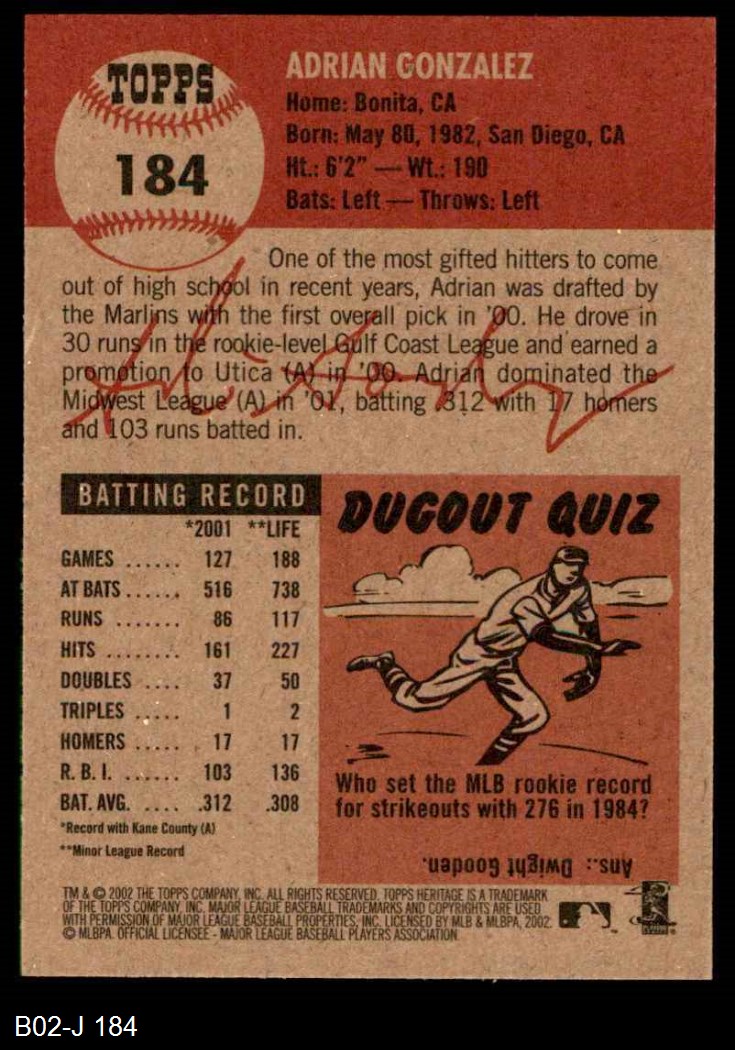 TOPPS
184
ADRIAN GONZALEZ
Home: Bonita, CA
Born: May 80, 1982, San Diego, CA
Ht.: 6'2" — Wt.: 190
Bats: Left — Throws: Left
One of the most gifted hitters to come
out of high school in recent years, Adrian was drafted by
the Marlins with the first overall pick in '00. He drove in
30 runs in the rookie-level Gulf Coast League and earned a
promotion to Utica (A) in '00. Adrian dominated the
Midwest League (A) in '01, batting .312 with 17 homers
and 103 runs batted in.
BATTING RECORD
*2001 **LIFE
GAMES ...... 127 188
AT BATS ...... 516 738
RUNS ....... 86 117
HITS ........ 161 227
DOUBLES .... 37 50
TRIPLES ..... 1 2
HOMERS ..... 17 17
R. B. I. ...... 103 136
BAT. AVG. .... .312 .308
*Record with Kane County (A)
**Minor League Record
DUGOUT QUIZ
Who set the MLB rookie record
for strikeouts with 276 in 1984?
Ans.: Dwight Gooden.
TM & © 2002 THE TOPPS COMPANY, INC. ALL RIGHTS RESERVED. TOPPS HERITAGE IS A TRADEMARK
OF THE TOPPS COMPANY, INC. MAJOR LEAGUE BASEBALL TRADEMARKS AND COPYRIGHTS ARE USED
WITH PERMISSION OF MAJOR LEAGUE BASEBALL PROPERTIES, INC. LICENSED BY MLB & MLBPA, 2002.
© MLBPA. OFFICIAL LICENSEE - MAJOR LEAGUE BASEBALL PLAYERS ASSOCIATION.
B02-J 184